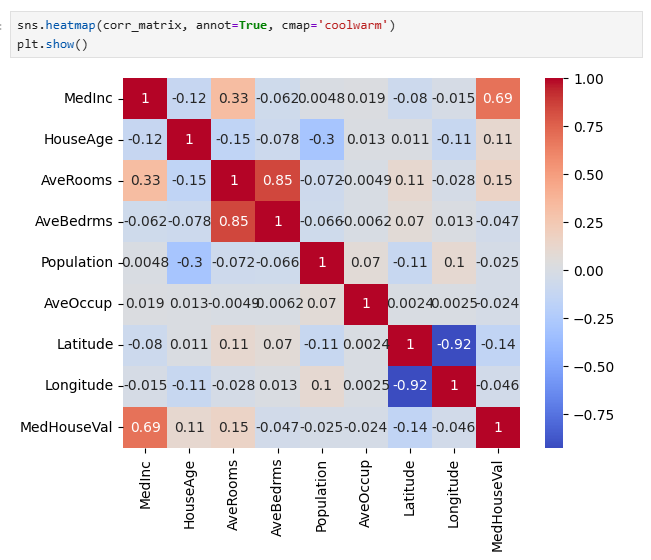 sns.heatmap(corr_matrix, annot=True, cmap='coolwarm')
plt.show()
MedInc 1 -0.12 0.33 -0.062 0.0048 0.019 -0.08 -0.015 0.69
HouseAge -0.12 1 -0.15 -0.078 -0.3 0.013 0.011 -0.11 0.11
AveRooms 0.33 -0.15 1 0.85 -0.072 -0.0049 0.11 -0.028 0.15
AveBedrms -0.062 -0.078 0.85 1 -0.066 -0.0062 0.07 0.013 -0.047
Population 0.0048 -0.3 -0.072 -0.066 1 0.07 -0.11 0.1 -0.025
AveOccup 0.019 0.013 -0.0049 -0.0062 0.07 1 0.0024 0.0025 -0.024
Latitude -0.08 0.011 0.11 0.07 -0.11 0.0024 1 -0.92 -0.14
Longitude -0.015 -0.11 -0.028 0.013 0.1 0.0025 -0.92 1 -0.046
MedHouseVal 0.69 0.11 0.15 -0.047 -0.025 -0.024 -0.14 -0.046 1
MedInc
HouseAge
AveRooms
AveBedrms
Population
AveOccup
Latitude
Longitude
MedHouseVal
1.00
0.75
0.50
0.25
0.00
−0.25
−0.50
−0.75